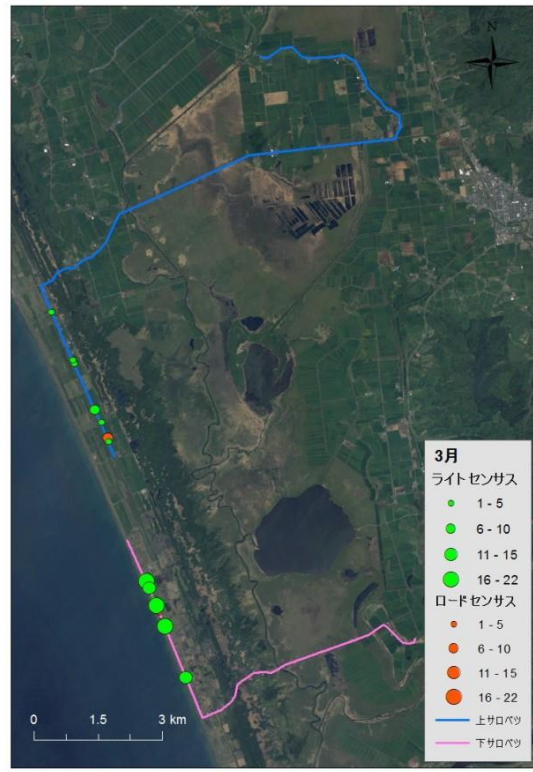 N
3月
ライトセンサス
1 - 5
6 - 10
11 - 15
16 - 22
ロードセンサス
1 - 5
6 - 10
11 - 15
16 - 22
上サロベツ
下サロベツ
0 1.5 3 km